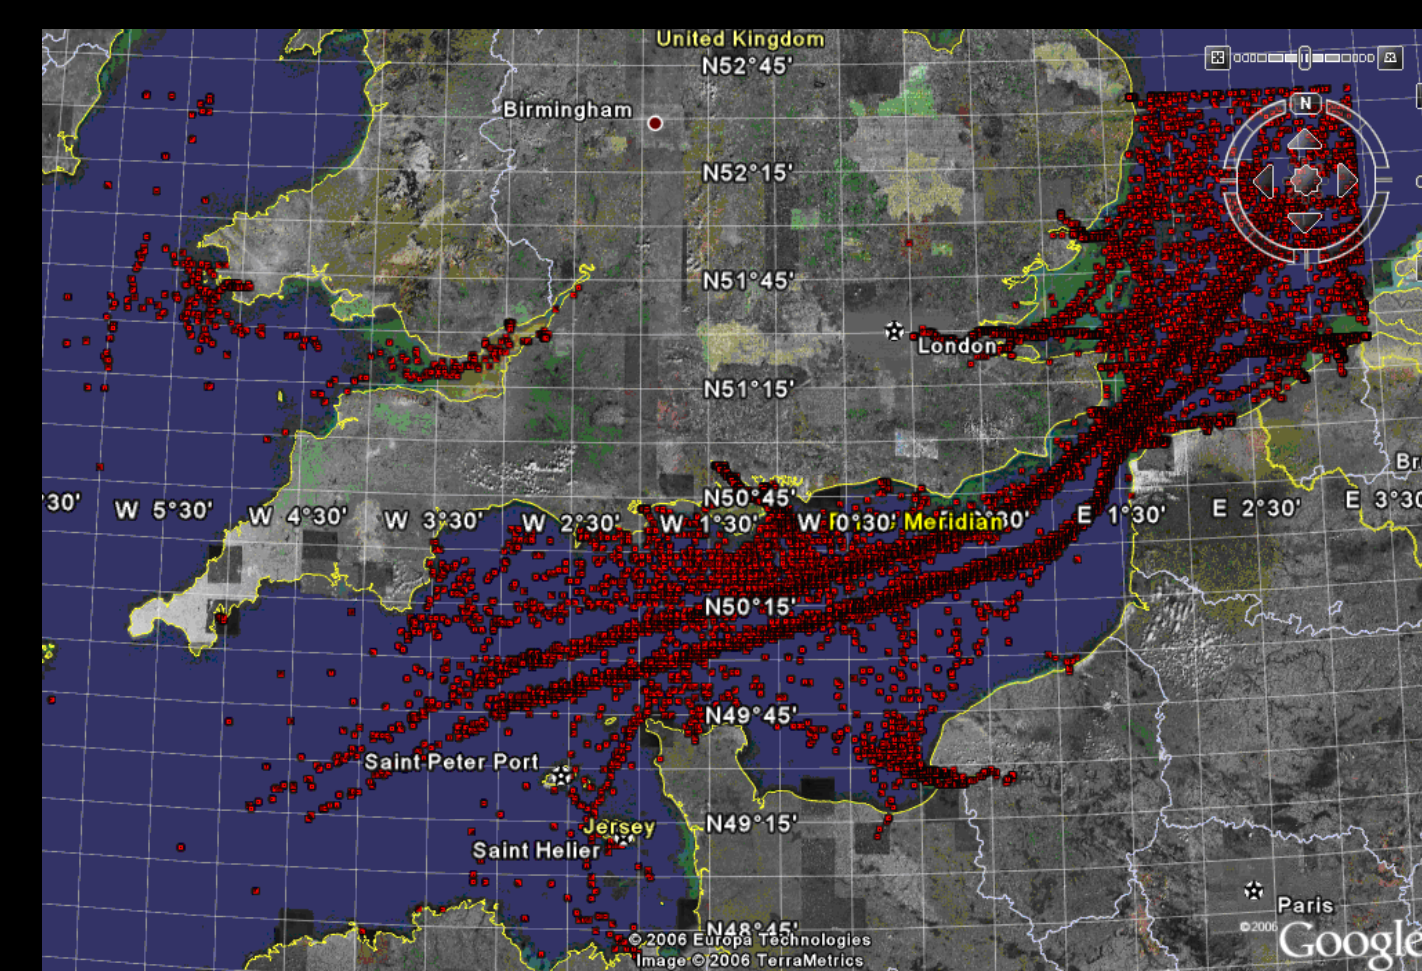 United Kingdom
N52°45'
Birmingham
N52°15'
N51°45'
London
N51°15'
N50°45'
W 5°30'
W 4°30'
W 3°30'
W 2°30'
W 1°30'
W 0°30'
Meridian
E 1°30'
E 2°30'
E 3°30
N50°15'
N49°45'
Saint Peter Port
N49°15'
Jersey
Saint Helier
Paris
N48°45'
© 2006 Europa Technologies
Image © 2006 TerraMetrics
©2006
Google
N